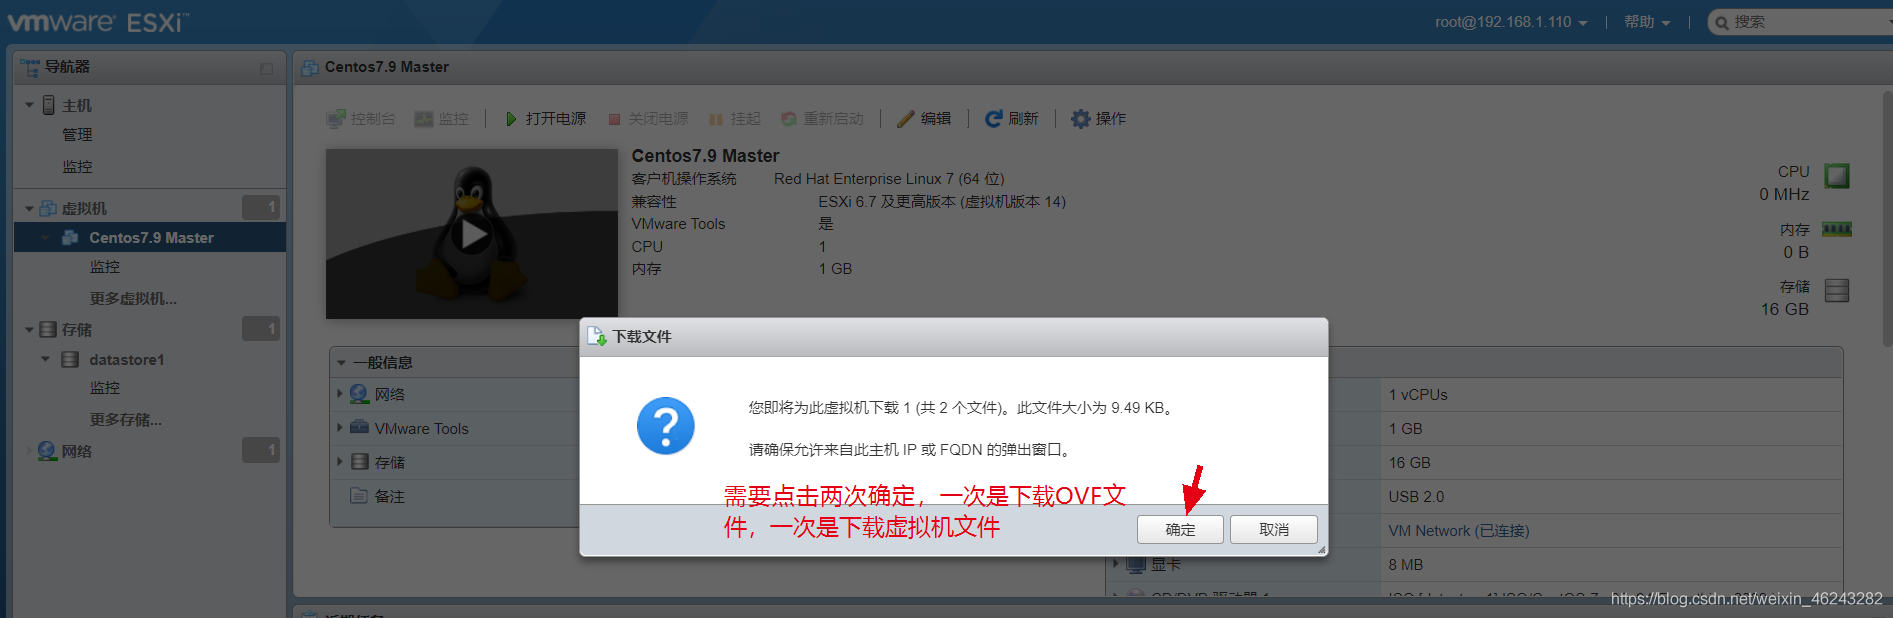 vmware ESXi™
root@192.168.1.110
帮助
搜索
导航器
主机
管理
监控
虚拟机 1
Centos7.9 Master
监控
更多虚拟机...
存储 1
datastore1
监控
更多存储...
网络 1
Centos7.9 Master
控制台 监控 打开电源 关闭电源 挂起 重新启动 编辑 刷新 操作
Centos7.9 Master
客户机操作系统 Red Hat Enterprise Linux 7 (64 位)
兼容性 ESXi 6.7 及更高版本 (虚拟机版本 14)
VMware Tools 是
CPU 1
内存 1 GB
CPU
0 MHz
内存
0 B
存储
16 GB
一般信息
网络
VMware Tools
存储
备注
下载文件
您即将为此虚拟机下载 1 (共 2 个文件)。此文件大小为 9.49 KB。
请确保允许来自此主机 IP 或 FQDN 的弹出窗口。
需要点击两次确定，一次是下载OVF文
件，一次是下载虚拟机文件
确定 取消
1 vCPUs
1 GB
16 GB
USB 2.0
VM Network (已连接)
显卡 8 MB
近期任务
https://blog.csdn.net/weixin_46243282